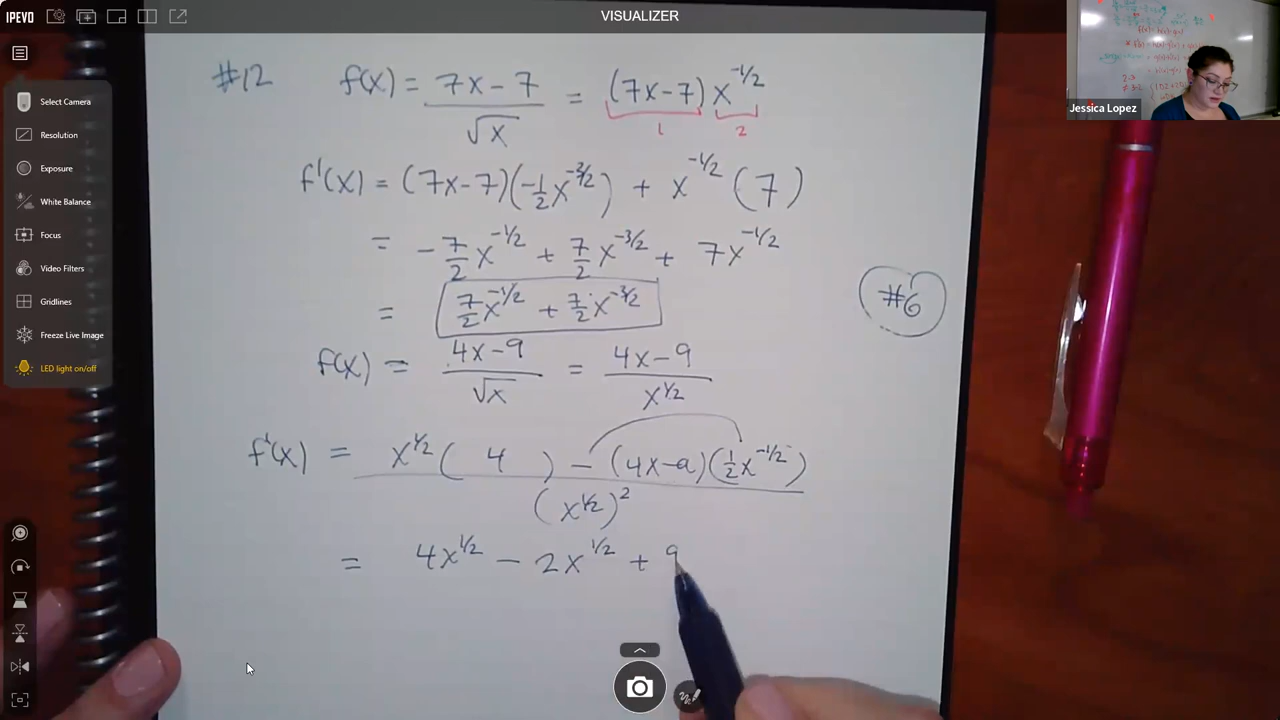 IPEVO
VISUALIZER
Jessica Lopez
Select Camera
Resolution
Exposure
White Balance
Focus
Video Filters
Gridlines
Freeze Live Image
LED light on/off
#12 f(x) = (7x - 7)/√x = (7x-7) x^(-1/2)
1 2
f'(x) = (7x-7)(-1/2 x^(-3/2)) + x^(-1/2) (7)
= -7/2 x^(-1/2) + 7/2 x^(-3/2) + 7x^(-1/2)
= 7/2 x^(-1/2) + 7/2 x^(-3/2)
#6
f(x) = (4x-9)/√x = (4x-9)/x^(1/2)
f'(x) = (x^(1/2) ( 4 ) - (4x-9)(1/2 x^(-1/2)))/(x^(1/2))^2
= 4x^(1/2) - 2x^(1/2) + 9